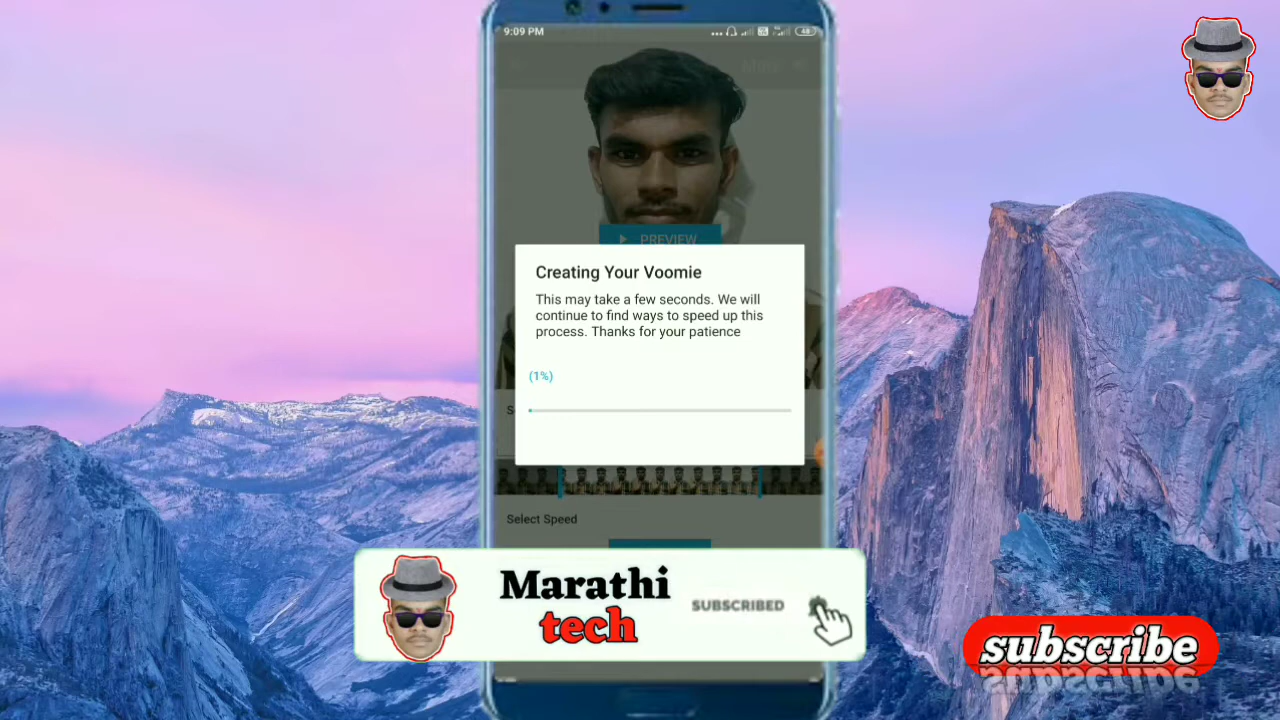 9:09 PM
PREVIEW
Creating Your Voomie
This may take a few seconds. We will
continue to find ways to speed up this
process. Thanks for your patience
(1%)
Select Speed
Marathi
tech
SUBSCRIBED
subscribe